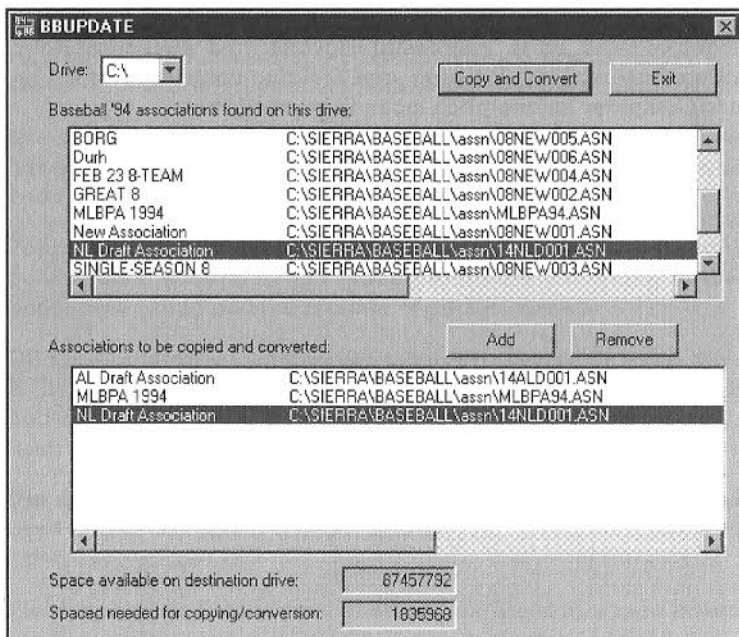 BBUPDATE
Drive: C:\
Copy and Convert Exit
Baseball '94 associations found on this drive:
BORG C:\SIERRA\BASEBALL\assn\08NEW005.ASN
Durh C:\SIERRA\BASEBALL\assn\08NEW006.ASN
FEB 23 8-TEAM C:\SIERRA\BASEBALL\assn\08NEW004.ASN
GREAT 8 C:\SIERRA\BASEBALL\assn\08NEW002.ASN
MLBPA 1994 C:\SIERRA\BASEBALL\assn\MLBPA94.ASN
New Association C:\SIERRA\BASEBALL\assn\08NEW001.ASN
NL Draft Association C:\SIERRA\BASEBALL\assn\14NLD001.ASN
SINGLE-SEASON 8 C:\SIERRA\BASEBALL\assn\08NEW003.ASN
Add Remove
Associations to be copied and converted:
AL Draft Association C:\SIERRA\BASEBALL\assn\14ALD001.ASN
MLBPA 1994 C:\SIERRA\BASEBALL\assn\MLBPA94.ASN
NL Draft Association C:\SIERRA\BASEBALL\assn\14NLD001.ASN
Space available on destination drive: 67457792
Spaced needed for copying/conversion: 1835968